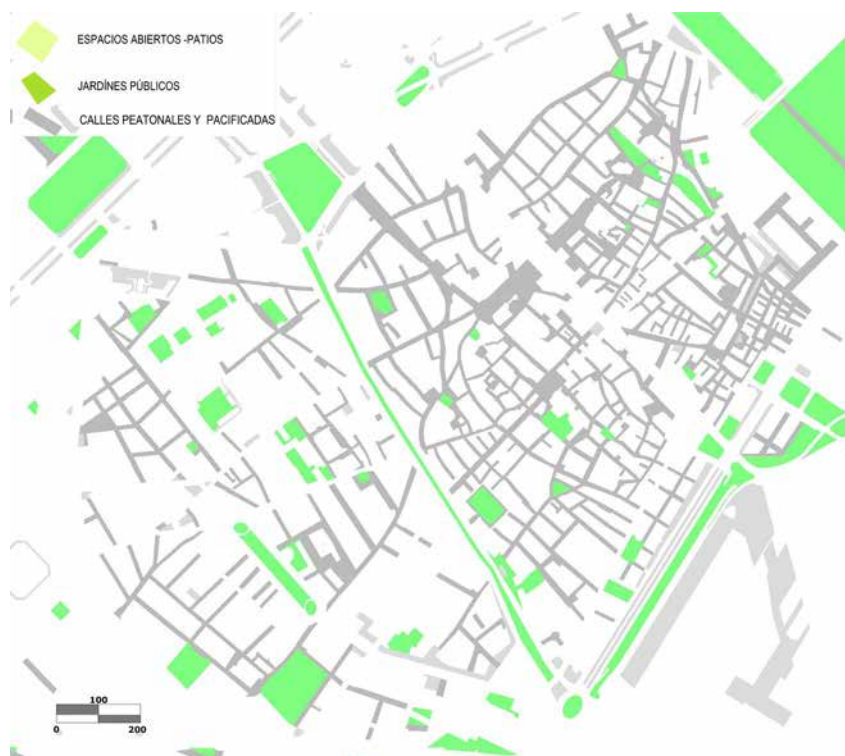 ESPACIOS ABIERTOS -PATIOS
JARDÍNES PÚBLICOS
CALLES PEATONALES Y PACIFICADAS
100
0 200